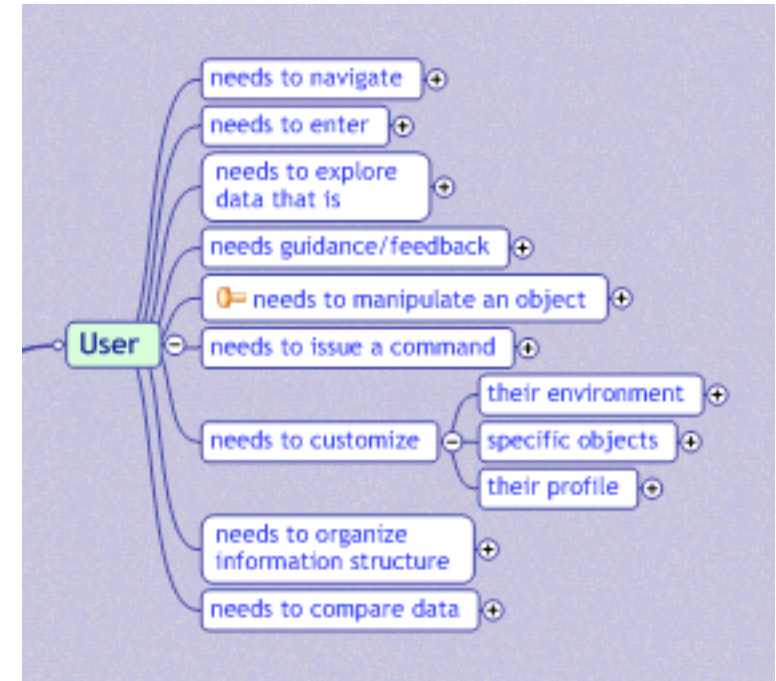 needs to navigate
needs to enter
needs to explore
data that is
needs guidance/feedback
needs to manipulate an object
User
needs to issue a command
their environment
needs to customize
specific objects
their profile
needs to organize
information structure
needs to compare data